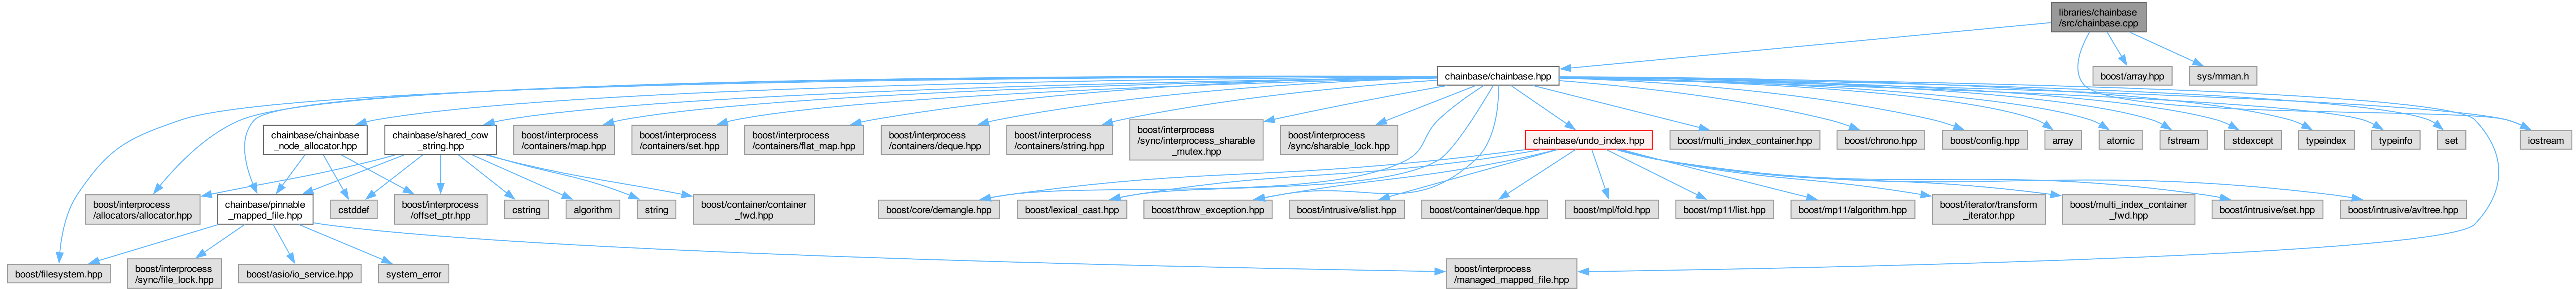 libraries/chainbase
/src/chainbase.cpp
chainbase/chainbase.hpp
boost/array.hpp
sys/mman.h
chainbase/chainbase
_node_allocator.hpp
chainbase/shared_cow
_string.hpp
boost/interprocess
/containers/map.hpp
boost/interprocess
/containers/set.hpp
boost/interprocess
/containers/flat_map.hpp
boost/interprocess
/containers/deque.hpp
boost/interprocess
/containers/string.hpp
boost/interprocess
/sync/interprocess_sharable
_mutex.hpp
boost/interprocess
/sync/sharable_lock.hpp
chainbase/undo_index.hpp
boost/multi_index_container.hpp
boost/chrono.hpp
boost/config.hpp
array
atomic
fstream
stdexcept
typeindex
typeinfo
set
iostream
boost/interprocess
/allocators/allocator.hpp
chainbase/pinnable
_mapped_file.hpp
cstddef
boost/interprocess
/offset_ptr.hpp
cstring
algorithm
string
boost/container/container
_fwd.hpp
boost/core/demangle.hpp
boost/lexical_cast.hpp
boost/throw_exception.hpp
boost/intrusive/slist.hpp
boost/container/deque.hpp
boost/mpl/fold.hpp
boost/mp11/list.hpp
boost/mp11/algorithm.hpp
boost/iterator/transform
_iterator.hpp
boost/multi_index_container
_fwd.hpp
boost/intrusive/set.hpp
boost/intrusive/avltree.hpp
boost/filesystem.hpp
boost/interprocess
/sync/file_lock.hpp
boost/asio/io_service.hpp
system_error
boost/interprocess
/managed_mapped_file.hpp